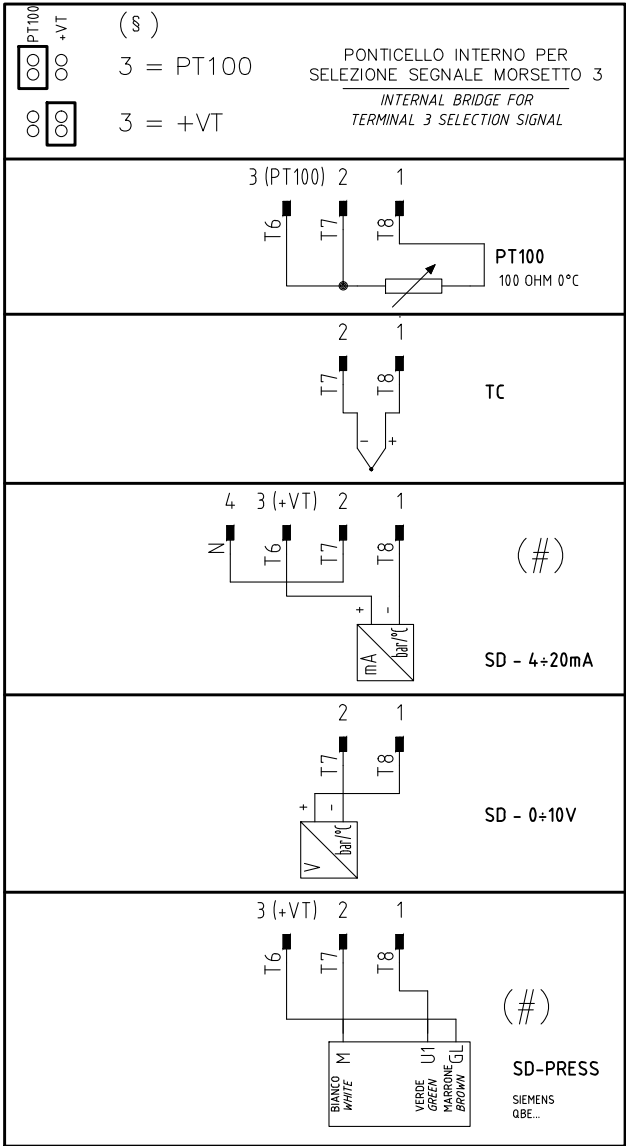 PT100
+VT
(§)
3 = PT100
3 = +VT
PONTICELLO INTERNO PER
SELEZIONE SEGNALE MORSETTO 3
INTERNAL BRIDGE FOR
TERMINAL 3 SELECTION SIGNAL
3 (PT100) 2 1
T6 T7 T8
PT100
100 OHM 0°C
2 1
T7 T8
- +
TC
4 3 (+VT) 2 1
N T6 T7 T8
(#)
+ -
mA bar/°C
SD - 4÷20mA
2 1
T7 T8
+ -
V bar/°C
SD - 0÷10V
3 (+VT) 2 1
T6 T7 T8
(#)
M U1 GL
BIANCO
WHITE
VERDE
GREEN
MARRONE
BROWN
SD-PRESS
SIEMENS
QBE...